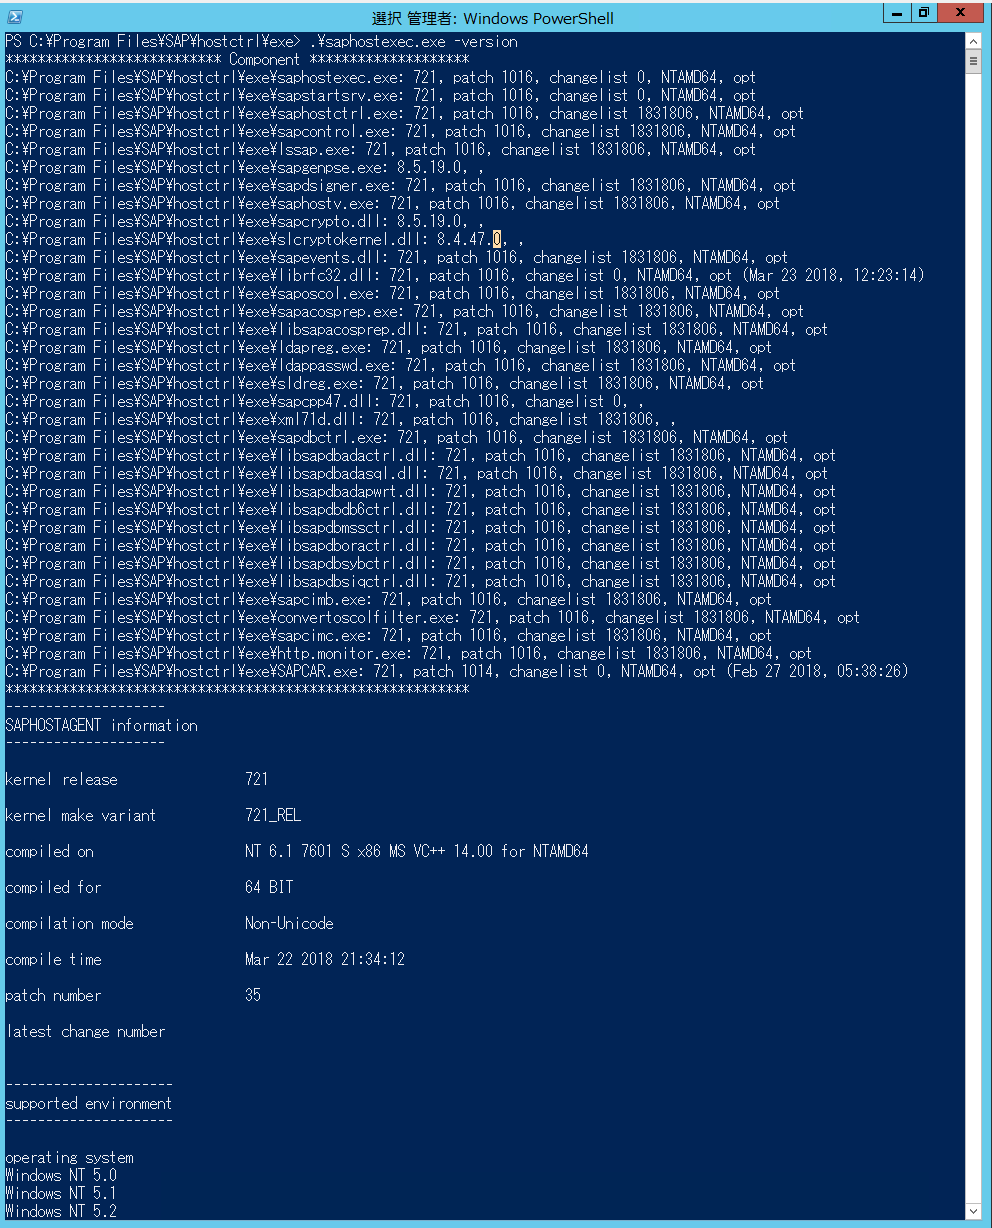 選択 管理者: Windows PowerShell
PS C:¥Program Files¥SAP¥hostctrl¥exe> .¥saphostexec.exe -version
*************************** Component ********************
C:¥Program Files¥SAP¥hostctrl¥exe¥saphostexec.exe: 721, patch 1016, changelist 0, NTAMD64, opt
C:¥Program Files¥SAP¥hostctrl¥exe¥sapstartsrv.exe: 721, patch 1016, changelist 0, NTAMD64, opt
C:¥Program Files¥SAP¥hostctrl¥exe¥saphostctrl.exe: 721, patch 1016, changelist 1831806, NTAMD64, opt
C:¥Program Files¥SAP¥hostctrl¥exe¥sapcontrol.exe: 721, patch 1016, changelist 1831806, NTAMD64, opt
C:¥Program Files¥SAP¥hostctrl¥exe¥lssap.exe: 721, patch 1016, changelist 1831806, NTAMD64, opt
C:¥Program Files¥SAP¥hostctrl¥exe¥sapgenpse.exe: 8.5.19.0, ,
C:¥Program Files¥SAP¥hostctrl¥exe¥sapdsigner.exe: 721, patch 1016, changelist 1831806, NTAMD64, opt
C:¥Program Files¥SAP¥hostctrl¥exe¥saphostv.exe: 721, patch 1016, changelist 1831806, NTAMD64, opt
C:¥Program Files¥SAP¥hostctrl¥exe¥sapcrypto.dll: 8.5.19.0, ,
C:¥Program Files¥SAP¥hostctrl¥exe¥slcryptokernel.dll: 8.4.47.0, ,
C:¥Program Files¥SAP¥hostctrl¥exe¥sapevents.dll: 721, patch 1016, changelist 1831806, NTAMD64, opt
C:¥Program Files¥SAP¥hostctrl¥exe¥librfc32.dll: 721, patch 1016, changelist 0, NTAMD64, opt (Mar 23 2018, 12:23:14)
C:¥Program Files¥SAP¥hostctrl¥exe¥saposcol.exe: 721, patch 1016, changelist 1831806, NTAMD64, opt
C:¥Program Files¥SAP¥hostctrl¥exe¥sapacosprep.exe: 721, patch 1016, changelist 1831806, NTAMD64, opt
C:¥Program Files¥SAP¥hostctrl¥exe¥libsapacosprep.dll: 721, patch 1016, changelist 1831806, NTAMD64, opt
C:¥Program Files¥SAP¥hostctrl¥exe¥ldapreg.exe: 721, patch 1016, changelist 1831806, NTAMD64, opt
C:¥Program Files¥SAP¥hostctrl¥exe¥ldappasswd.exe: 721, patch 1016, changelist 1831806, NTAMD64, opt
C:¥Program Files¥SAP¥hostctrl¥exe¥sldreg.exe: 721, patch 1016, changelist 1831806, NTAMD64, opt
C:¥Program Files¥SAP¥hostctrl¥exe¥sapcpp47.dll: 721, patch 1016, changelist 0, ,
C:¥Program Files¥SAP¥hostctrl¥exe¥xml71d.dll: 721, patch 1016, changelist 1831806, ,
C:¥Program Files¥SAP¥hostctrl¥exe¥sapdbctrl.exe: 721, patch 1016, changelist 1831806, NTAMD64, opt
C:¥Program Files¥SAP¥hostctrl¥exe¥libsapdbadactrl.dll: 721, patch 1016, changelist 1831806, NTAMD64, opt
C:¥Program Files¥SAP¥hostctrl¥exe¥libsapdbadasql.dll: 721, patch 1016, changelist 1831806, NTAMD64, opt
C:¥Program Files¥SAP¥hostctrl¥exe¥libsapdbadapwrt.dll: 721, patch 1016, changelist 1831806, NTAMD64, opt
C:¥Program Files¥SAP¥hostctrl¥exe¥libsapdbdb6ctrl.dll: 721, patch 1016, changelist 1831806, NTAMD64, opt
C:¥Program Files¥SAP¥hostctrl¥exe¥libsapdbmssctrl.dll: 721, patch 1016, changelist 1831806, NTAMD64, opt
C:¥Program Files¥SAP¥hostctrl¥exe¥libsapdboractrl.dll: 721, patch 1016, changelist 1831806, NTAMD64, opt
C:¥Program Files¥SAP¥hostctrl¥exe¥libsapdbsybctrl.dll: 721, patch 1016, changelist 1831806, NTAMD64, opt
C:¥Program Files¥SAP¥hostctrl¥exe¥libsapdbsiqctrl.dll: 721, patch 1016, changelist 1831806, NTAMD64, opt
C:¥Program Files¥SAP¥hostctrl¥exe¥sapcimb.exe: 721, patch 1016, changelist 1831806, NTAMD64, opt
C:¥Program Files¥SAP¥hostctrl¥exe¥convertoscolfilter.exe: 721, patch 1016, changelist 1831806, NTAMD64, opt
C:¥Program Files¥SAP¥hostctrl¥exe¥sapcimc.exe: 721, patch 1016, changelist 1831806, NTAMD64, opt
C:¥Program Files¥SAP¥hostctrl¥exe¥http.monitor.exe: 721, patch 1016, changelist 1831806, NTAMD64, opt
C:¥Program Files¥SAP¥hostctrl¥exe¥SAPCAR.exe: 721, patch 1014, changelist 0, NTAMD64, opt (Feb 27 2018, 05:38:26)
**********************************************************
--------------------
SAPHOSTAGENT information
--------------------
kernel release 721
kernel make variant 721_REL
compiled on NT 6.1 7601 S x86 MS VC++ 14.00 for NTAMD64
compiled for 64 BIT
compilation mode Non-Unicode
compile time Mar 22 2018 21:34:12
patch number 35
latest change number
---------------------
supported environment
---------------------
operating system
Windows NT 5.0
Windows NT 5.1
Windows NT 5.2